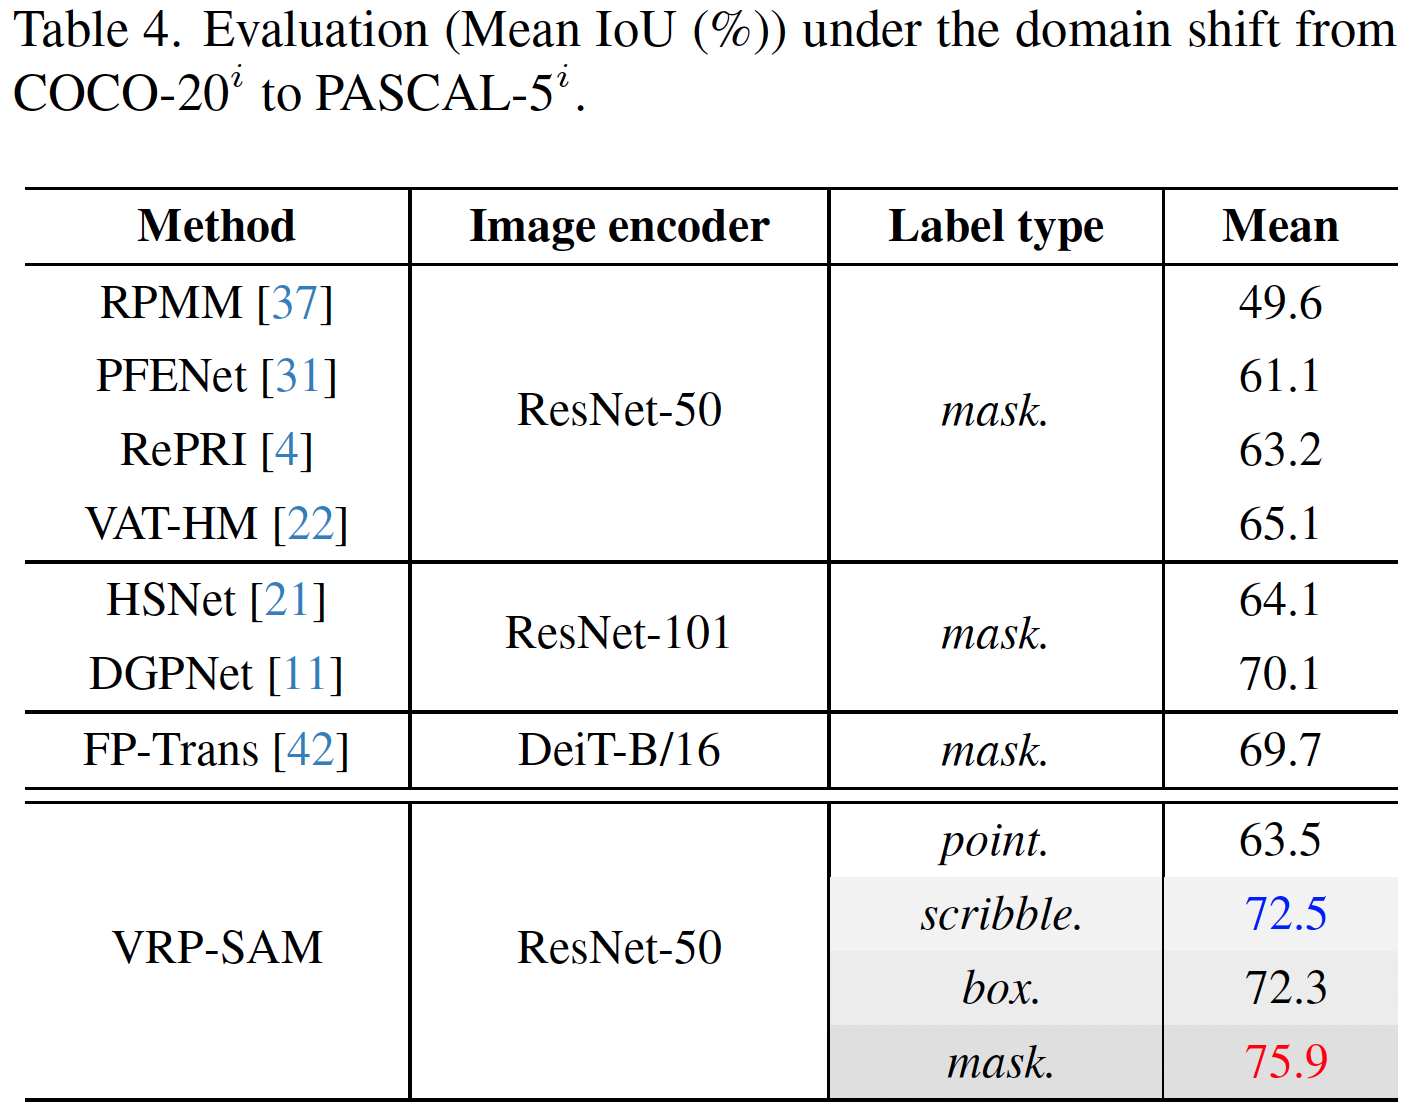 Table 4. Evaluation (Mean IoU (%)) under the domain shift from
COCO-20^i to PASCAL-5^i.
Method Image encoder Label type Mean
RPMM [37] 49.6
PFENet [31] 61.1
ResNet-50 mask.
RePRI [4] 63.2
VAT-HM [22] 65.1
HSNet [21] 64.1
ResNet-101 mask.
DGPNet [11] 70.1
FP-Trans [42] DeiT-B/16 mask. 69.7
point. 63.5
scribble. 72.5
VRP-SAM ResNet-50
box. 72.3
mask. 75.9